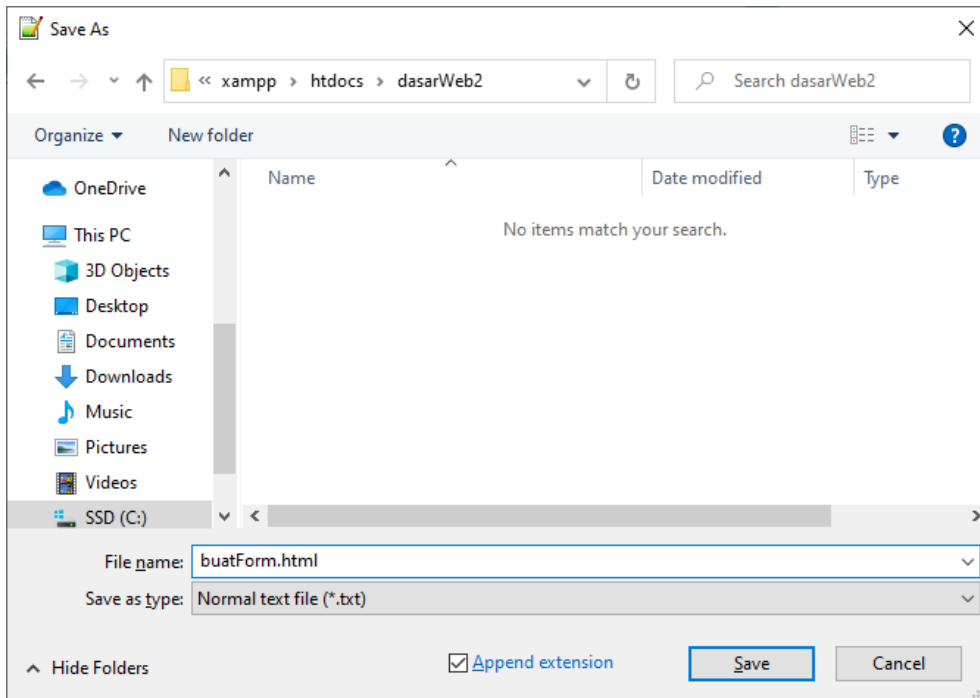 Save As
« xampp › htdocs › dasarWeb2
Search dasarWeb2
Organize
New folder
?
OneDrive
Name
Date modified
Type
This PC
No items match your search.
3D Objects
Desktop
Documents
Downloads
Music
Pictures
Videos
SSD (C:)
File name: buatForm.html
Save as type: Normal text file (*.txt)
Hide Folders
Append extension
Save
Cancel